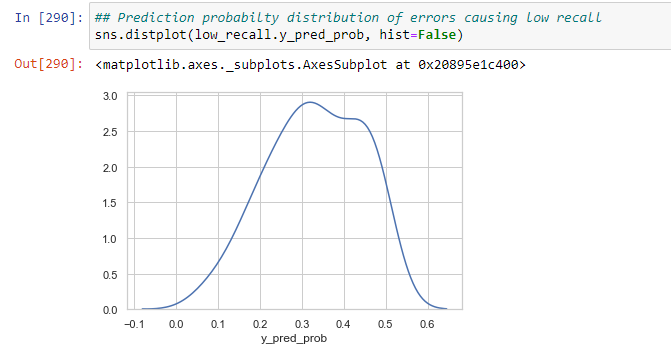 In [290]: ## Prediction probabilty distribution of errors causing low recall
sns.distplot(low_recall.y_pred_prob, hist=False)
Out[290]: <matplotlib.axes._subplots.AxesSubplot at 0x20895e1c400>
3.0
2.5
2.0
1.5
1.0
0.5
0.0
−0.1 0.0 0.1 0.2 0.3 0.4 0.5 0.6
y_pred_prob